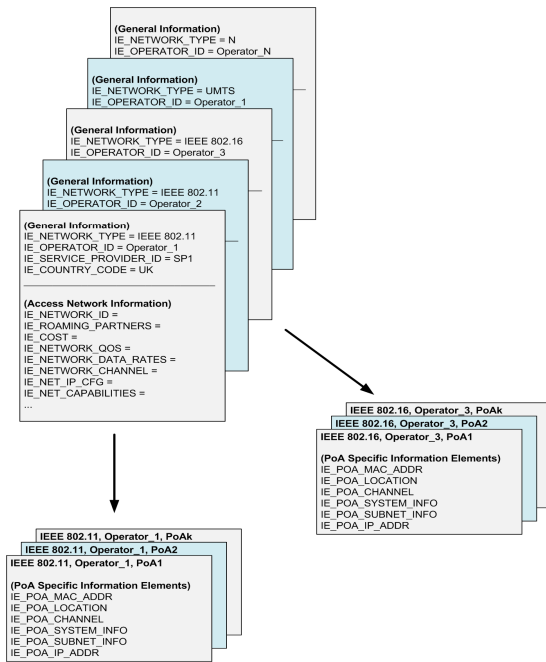 (General Information)
IE_NETWORK_TYPE = N
IE_OPERATOR_ID = Operator_N
(General Information)
IE_NETWORK_TYPE = UMTS
IE_OPERATOR_ID = Operator_1
(General Information)
IE_NETWORK_TYPE = IEEE 802.16
IE_OPERATOR_ID = Operator_3
(General Information)
IE_NETWORK_TYPE = IEEE 802.11
IE_OPERATOR_ID = Operator_2
(General Information)
IE_NETWORK_TYPE = IEEE 802.11
IE_OPERATOR_ID = Operator_1
IE_SERVICE_PROVIDER_ID = SP1
IE_COUNTRY_CODE = UK
(Access Network Information)
IE_NETWORK_ID =
IE_ROAMING_PARTNERS =
IE_COST =
IE_NETWORK_QOS =
IE_NETWORK_DATA_RATES =
IE_NETWORK_CHANNEL =
IE_NET_IP_CFG =
IE_NET_CAPABILITIES =
...
IEEE 802.16, Operator_3, PoAk
IEEE 802.16, Operator_3, PoA2
IEEE 802.16, Operator_3, PoA1
(PoA Specific Information Elements)
IE_POA_MAC_ADDR
IE_POA_LOCATION
IE_POA_CHANNEL
IE_POA_SYSTEM_INFO
IE_POA_SUBNET_INFO
IE_POA_IP_ADDR
IEEE 802.11, Operator_1, PoAk
IEEE 802.11, Operator_1, PoA2
IEEE 802.11, Operator_1, PoA1
(PoA Specific Information Elements)
IE_POA_MAC_ADDR
IE_POA_LOCATION
IE_POA_CHANNEL
IE_POA_SYSTEM_INFO
IE_POA_SUBNET_INFO
IE_POA_IP_ADDR